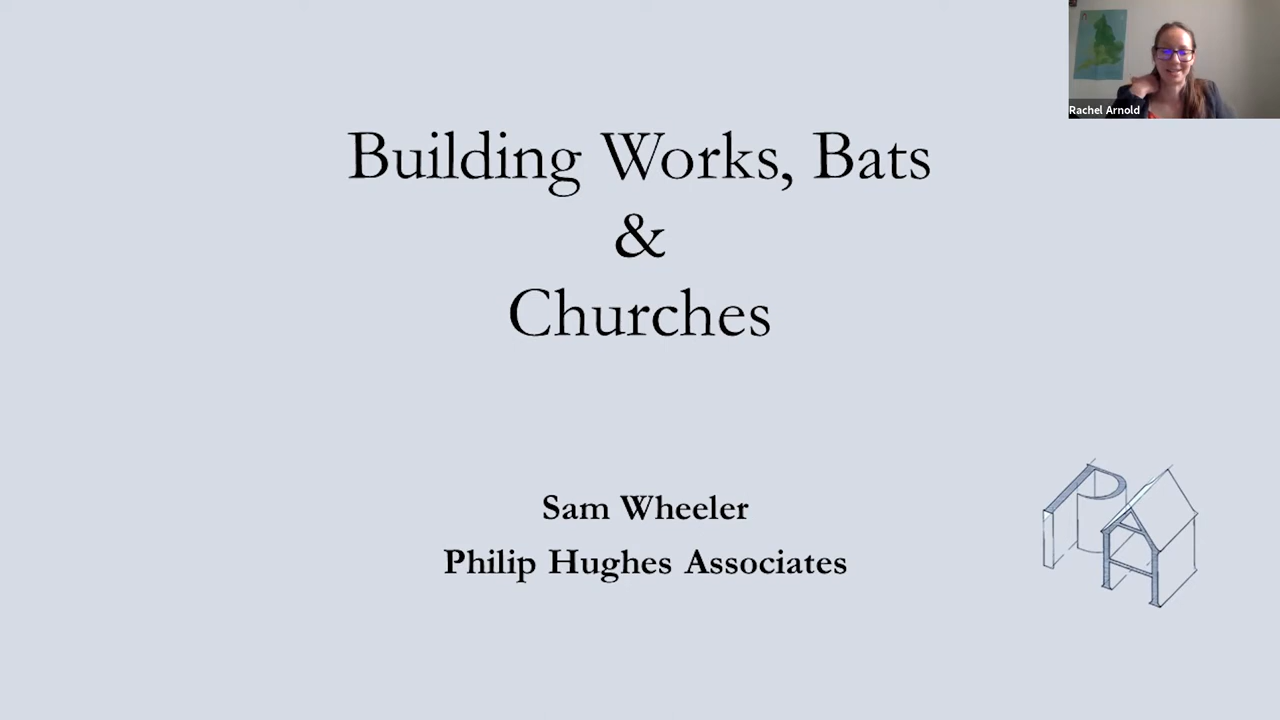 Rachel Arnold
Building Works, Bats
&
Churches
Sam Wheeler
Philip Hughes Associates